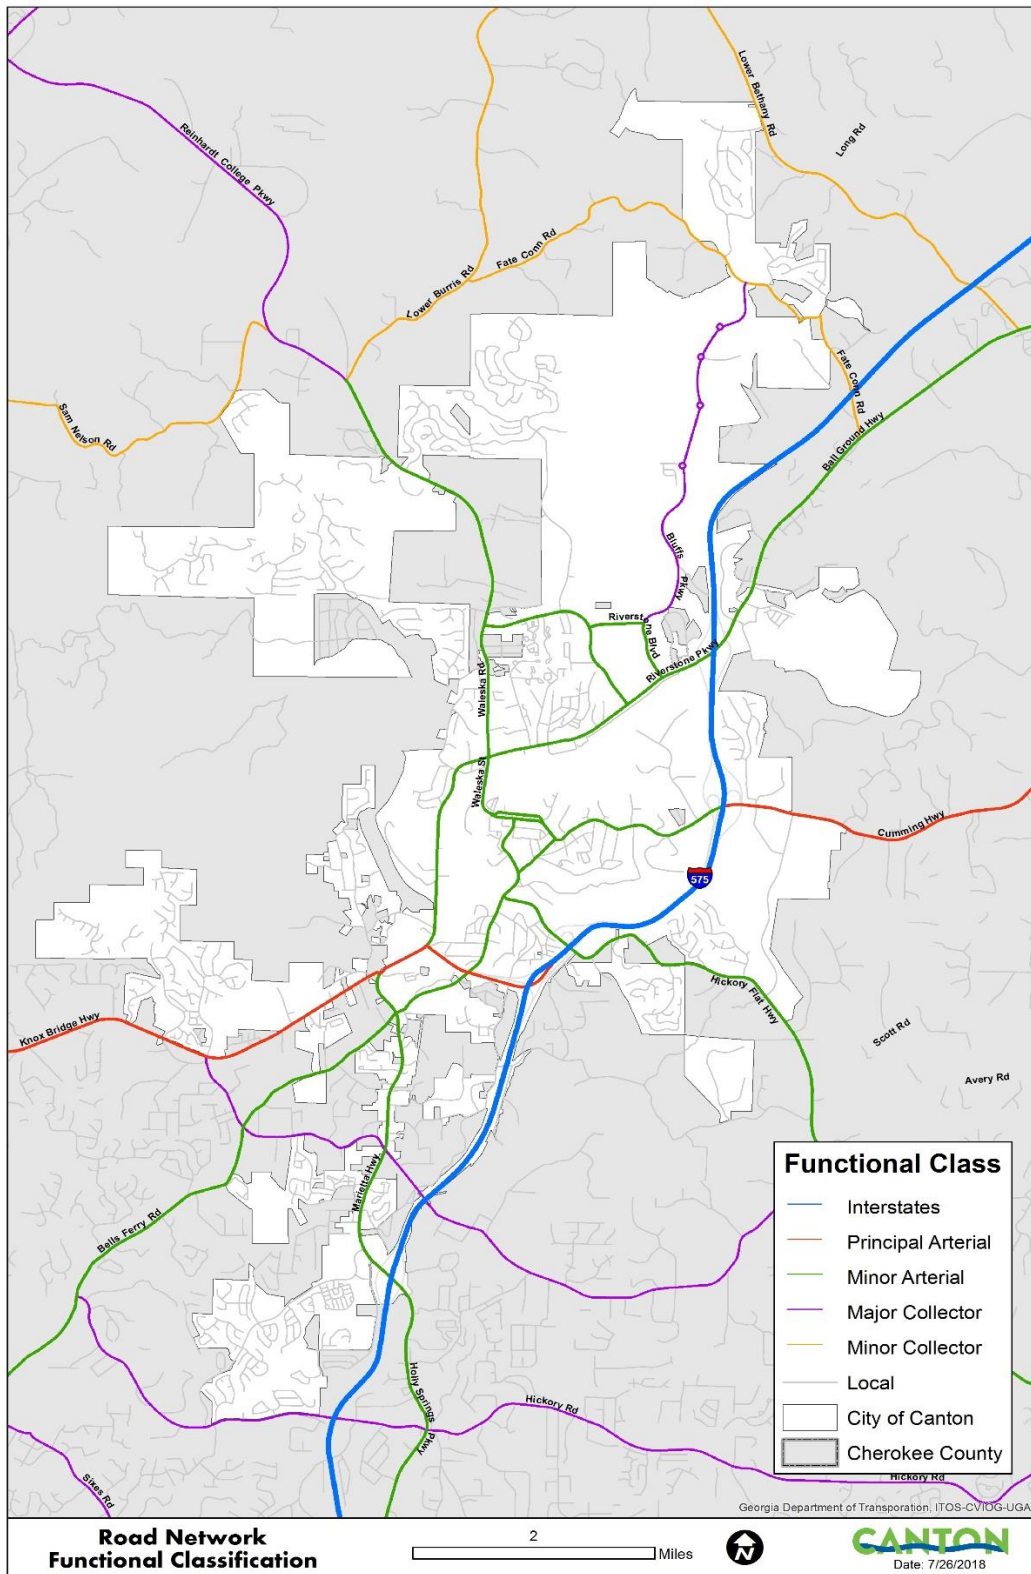 Lower Bethany Rd
Long Rd
Reinhardt College Pkwy
Fate Conn Rd
Lower Burris Rd
Sam Nelson Rd
Fate Conn Rd
Ball Ground Hwy
Bluffs Pkwy
Riverstone Blvd
Riverstone Pkwy
Waleska Rd
Waleska St
Cumming Hwy
575
Hickory Flat Hwy
Knox Bridge Hwy
Scott Rd
Avery Rd
Marietta Hwy
Bells Ferry Rd
Holly Springs Pkwy
Hickory Rd
Hickory Rd
Sixes Rd
Functional Class
Interstates
Principal Arterial
Minor Arterial
Major Collector
Minor Collector
Local
City of Canton
Cherokee County
Georgia Department of Transporation, ITOS-CVIOG-UGA
Road Network
Functional Classification
2
Miles
N
CANTON
Date: 7/26/2018